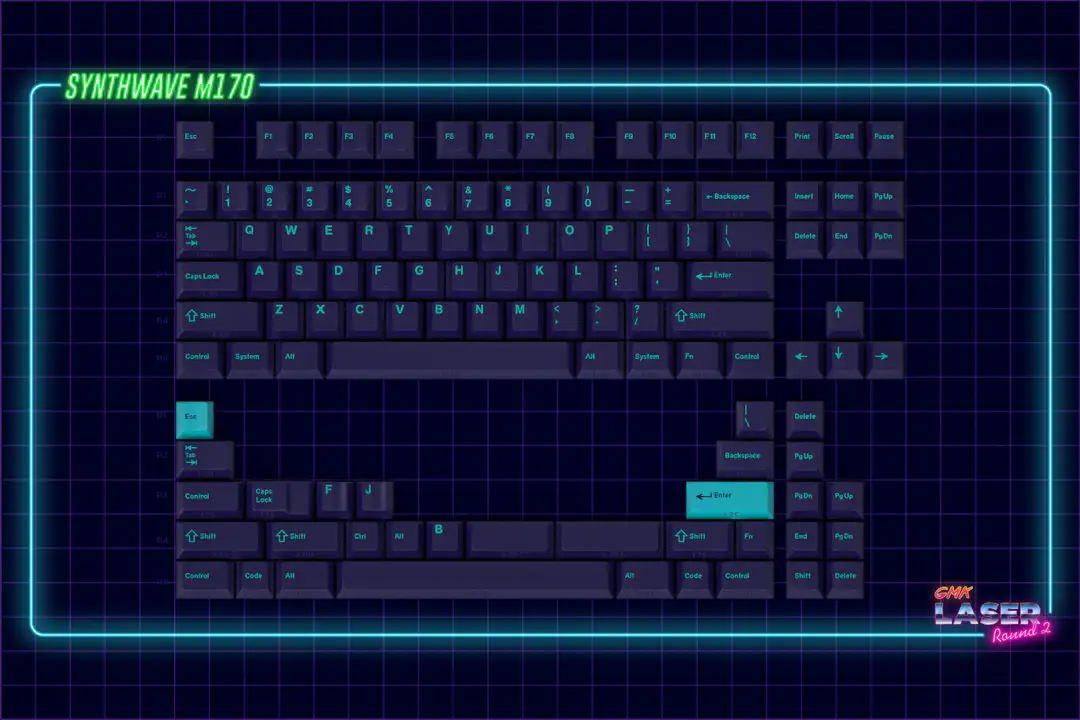 SYNTHWAVE M170
Esc F1 F2 F3 F4 F5 F6 F7 F8 F9 F10 F11 F12 Print Scroll Pause
~ ! @ # $ % ^ & * ( ) — +
` 1 2 3 4 5 6 7 8 9 0 - = ←Backspace Insert Home PgUp
Tab Q W E R T Y U I O P { [ } ] | \ Delete End PgDn
Caps Lock A S D F G H J K L : ; " ' Enter
Shift Z X C V B N M < , > . ? / Shift ↑
Control System Alt Alt System Fn Control ← ↓ →
Esc | \ Delete
Tab Backspace PgUp
Control Caps Lock F J Enter PgDn PgUp
Shift Shift Ctrl Alt B Shift Fn End PgDn
Control Code Alt Alt Code Control Shift Delete
GMK
LASER
Round 2